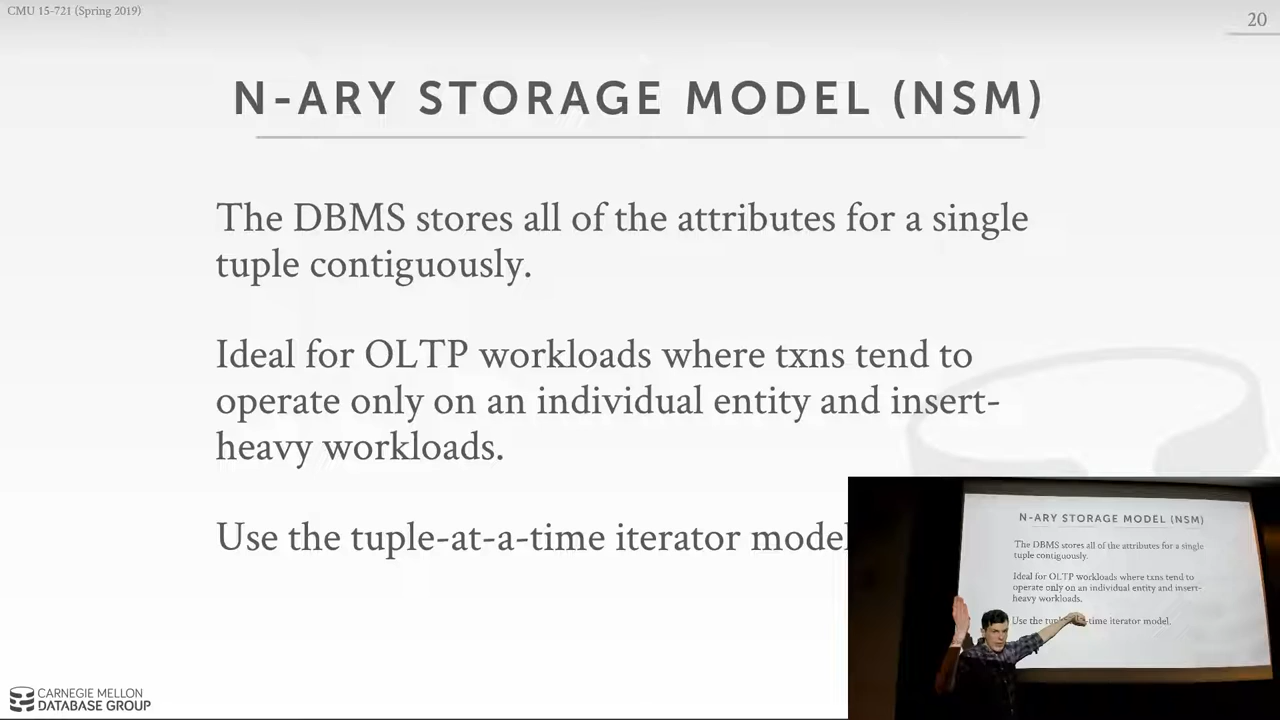 CMU 15-721 (Spring 2019)
20
N-ARY STORAGE MODEL (NSM)
The DBMS stores all of the attributes for a single
tuple contiguously.
Ideal for OLTP workloads where txns tend to
operate only on an individual entity and insert-
heavy workloads.
Use the tuple-at-a-time iterator model
N-ARY STORAGE MODEL (NSM)
The DBMS stores all of the attributes for a single
tuple contiguously.
Ideal for OLTP workloads where txns tend to
operate only on an individual entity and insert-
heavy workloads.
Use the -time iterator model.
CARNEGIE MELLON
DATABASE GROUP